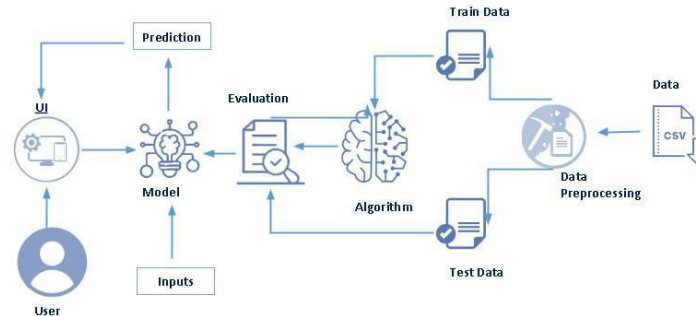 Train Data
Prediction
Data
Evaluation
UI
CSV
Model
Algorithm
Data
Preprocessing
Inputs
Test Data
User